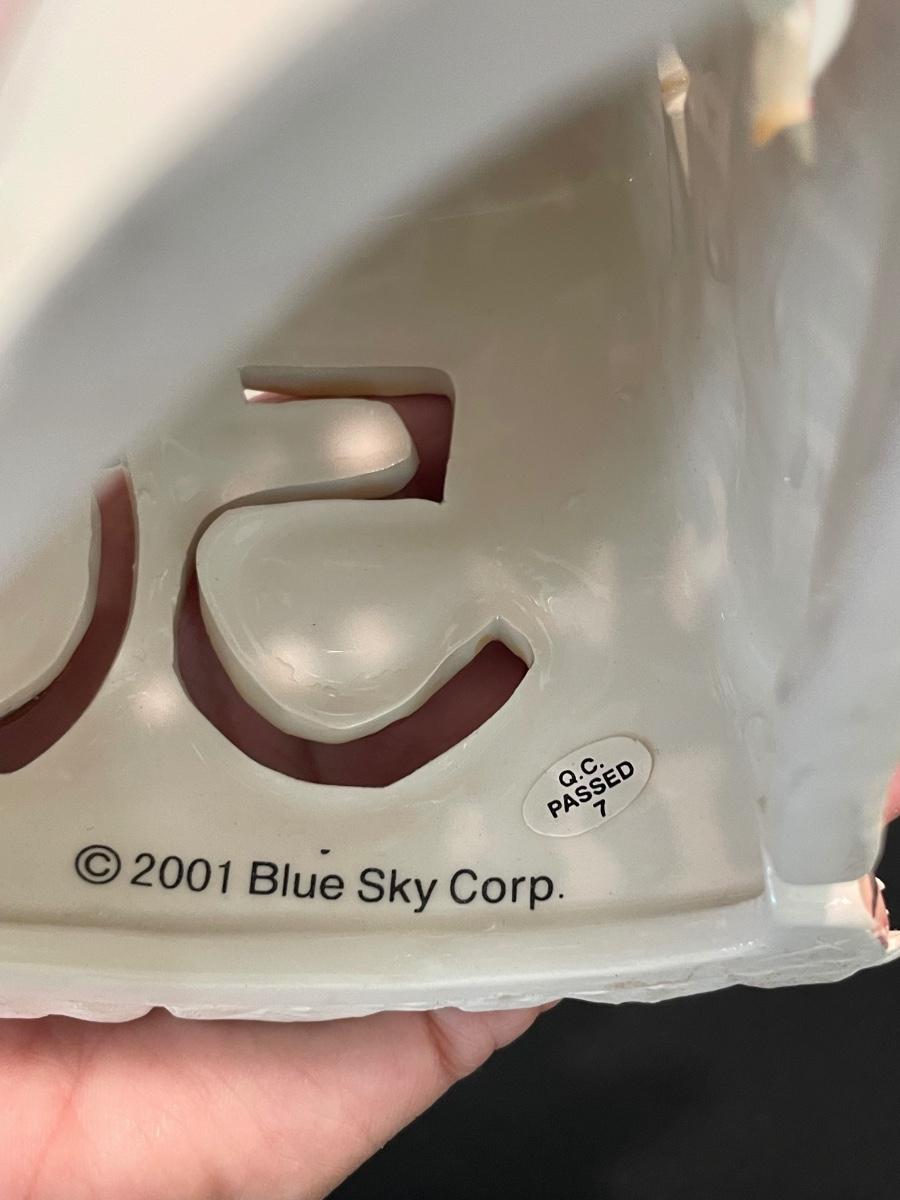 Q.C.
PASSED
7
© 2001 Blue Sky Corp.